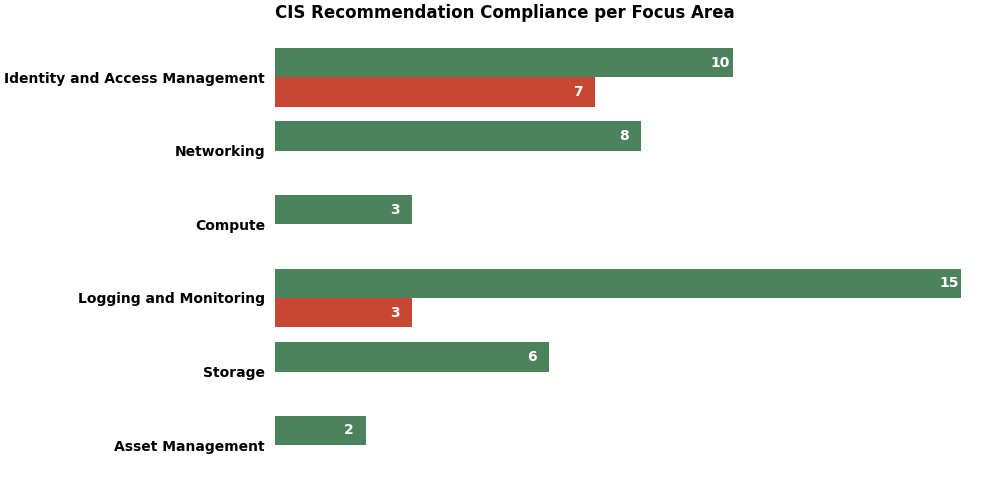 CIS Recommendation Compliance per Focus Area
10
Identity and Access Management
7
8
Networking
3
Compute
15
Logging and Monitoring
3
6
Storage
2
Asset Management